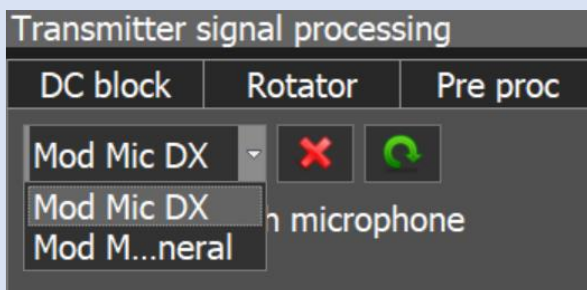 Transmitter signal processing
DC block Rotator Pre proc
Mod Mic DX
Mod Mic DX
h microphone
Mod M...neral